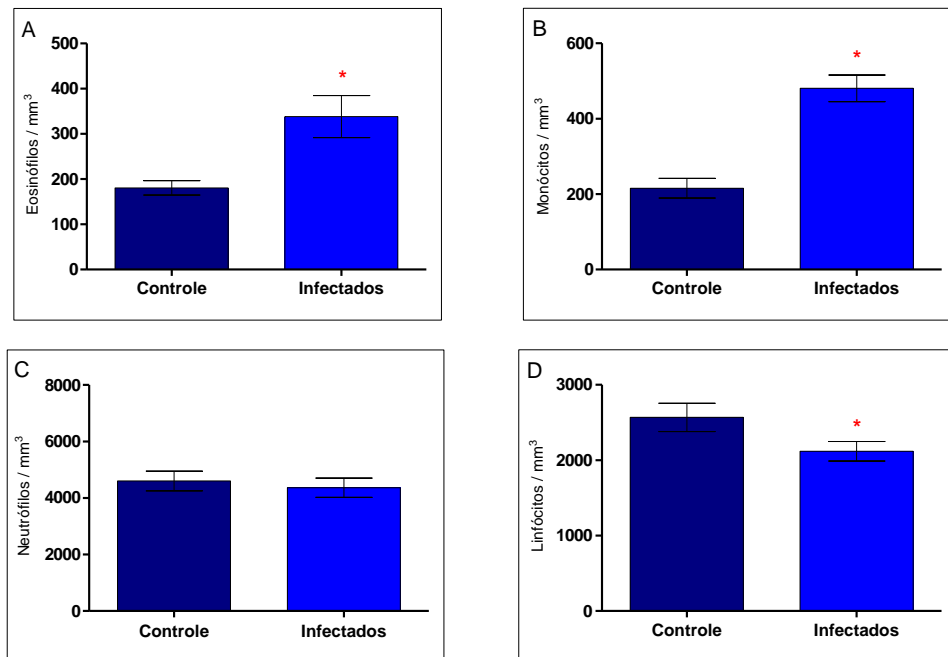 A
Eosinófilos / mm³
500
400
300
200
100
0
*
Controle
Infectados
B
Monócitos / mm³
600
400
200
0
*
Controle
Infectados
C
Neutrófilos / mm³
8000
6000
4000
2000
0
Controle
Infectados
D
Linfócitos / mm³
3000
2000
1000
0
*
Controle
Infectados